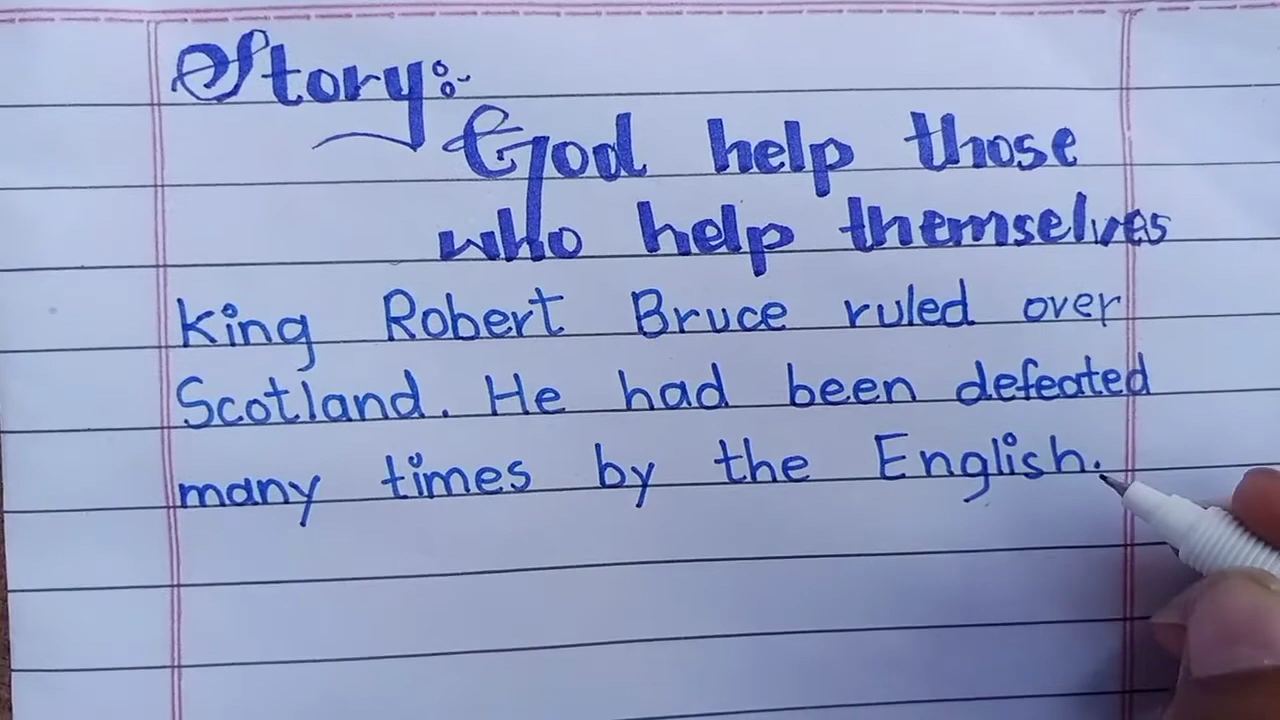 Story:-
God help those
who help themselves
King Robert Bruce ruled over
Scotland. He had been defeated
many times by the English.